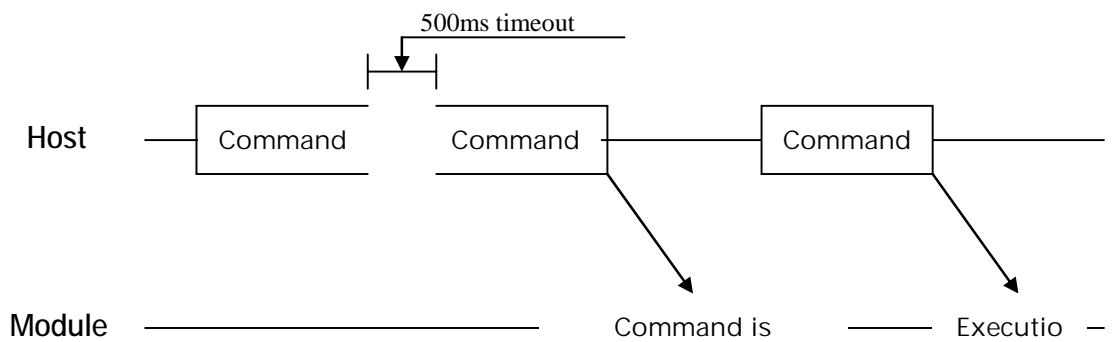 500ms timeout
Host Command Command Command
Module Command is Executio